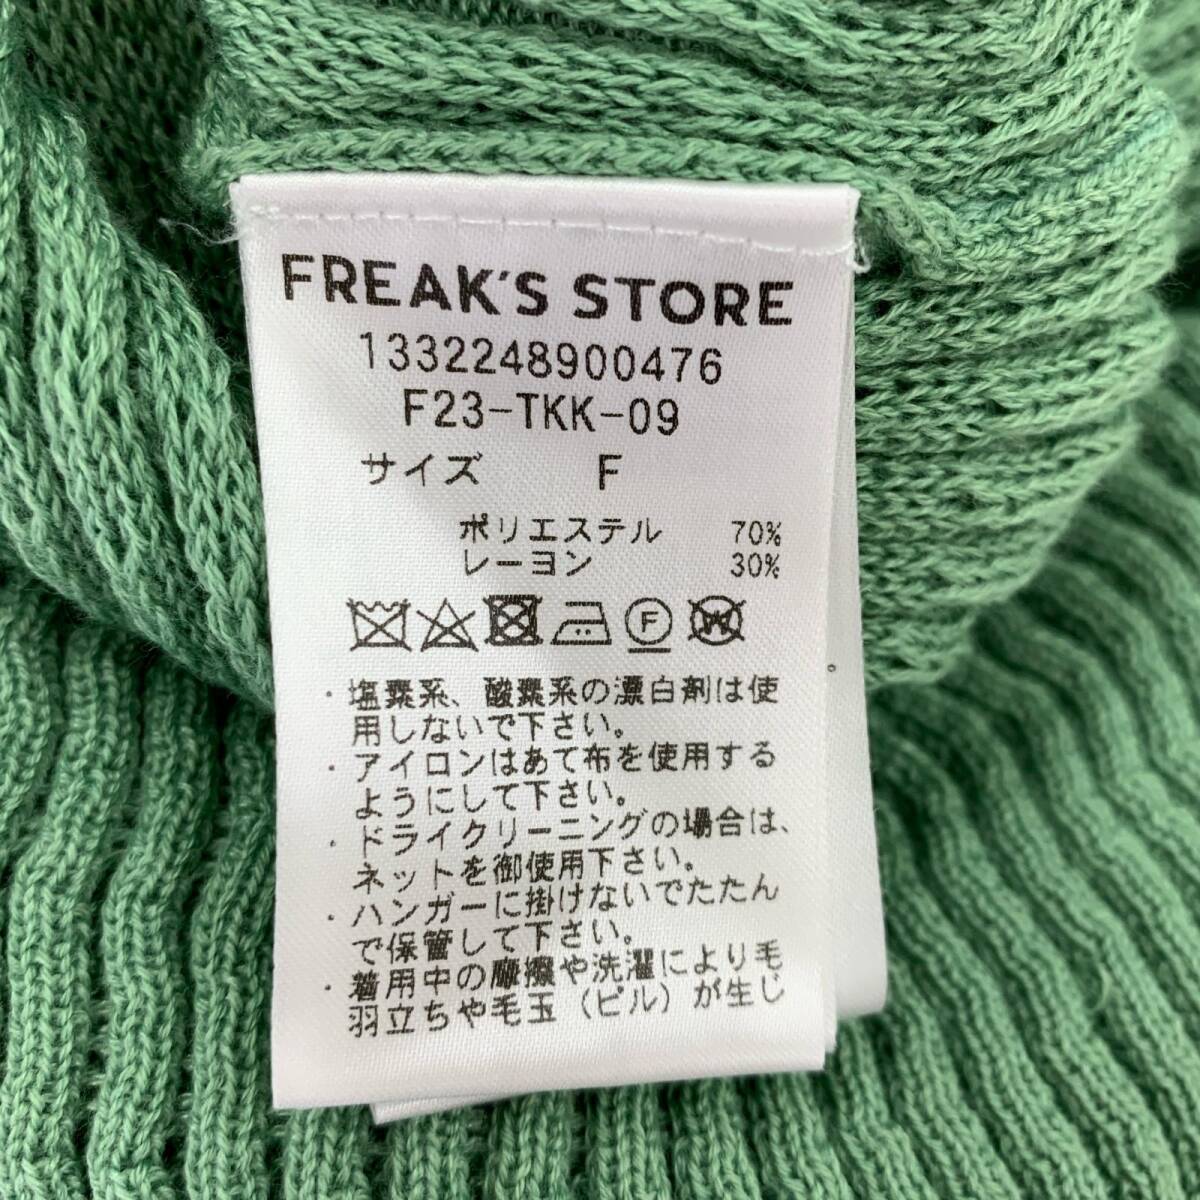 FREAK'S STORE
1332248900476
F23-TKK-09
サイズ F
ポリエステル 70%
レーヨン 30%
F
W
・塩素系、酸素系の漂白剤は使
用しないで下さい。
・アイロンはあて布を使用する
ようにして下さい。
・ドライクリーニングの場合は、
ネットを御使用下さい。
・ハンガーに掛けないでたたん
で保管して下さい。
・着用中の摩擦や洗濯により毛
羽立ちや毛玉(ピル)が生じ